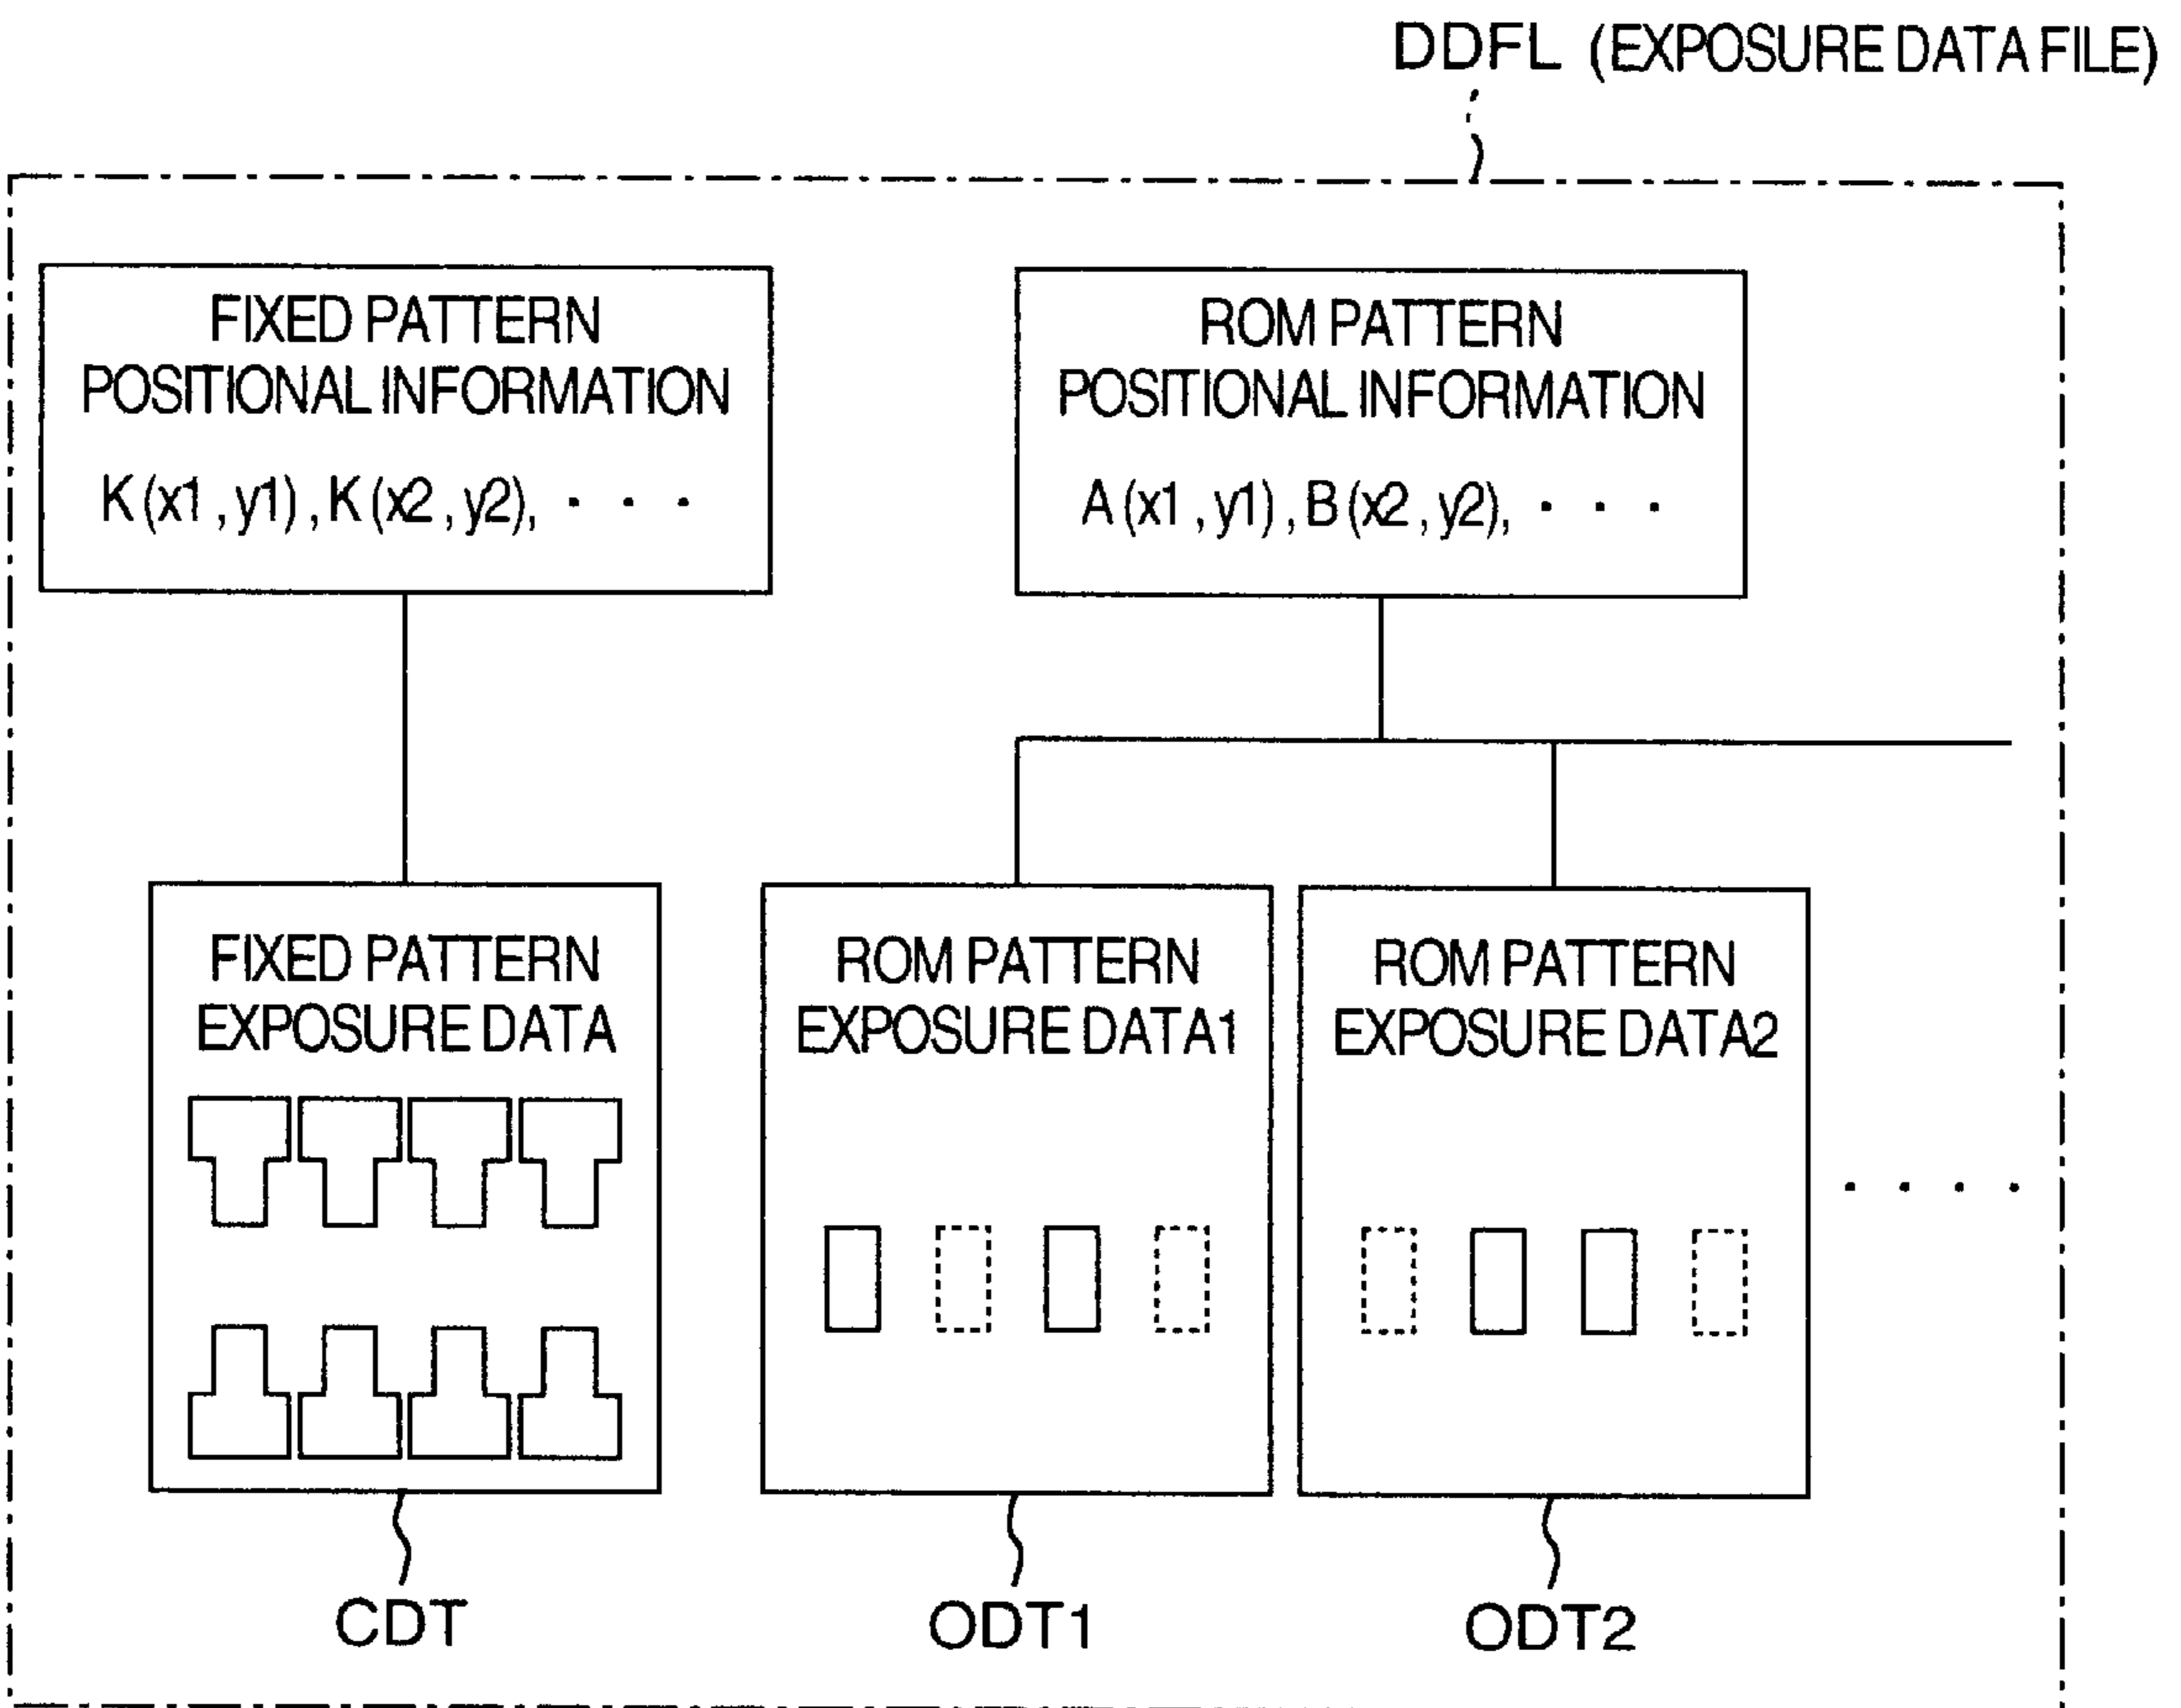 DDFL (EXPOSURE DATA FILE)
FIXED PATTERN
POSITIONAL INFORMATION
K(x1,y1),K(x2,y2), · · ·
ROM PATTERN
POSITIONAL INFORMATION
A(x1,y1),B(x2,y2), · · ·
FIXED PATTERN
EXPOSURE DATA
ROM PATTERN
EXPOSURE DATA1
ROM PATTERN
EXPOSURE DATA2
· · · ·
CDT
ODT1
ODT2